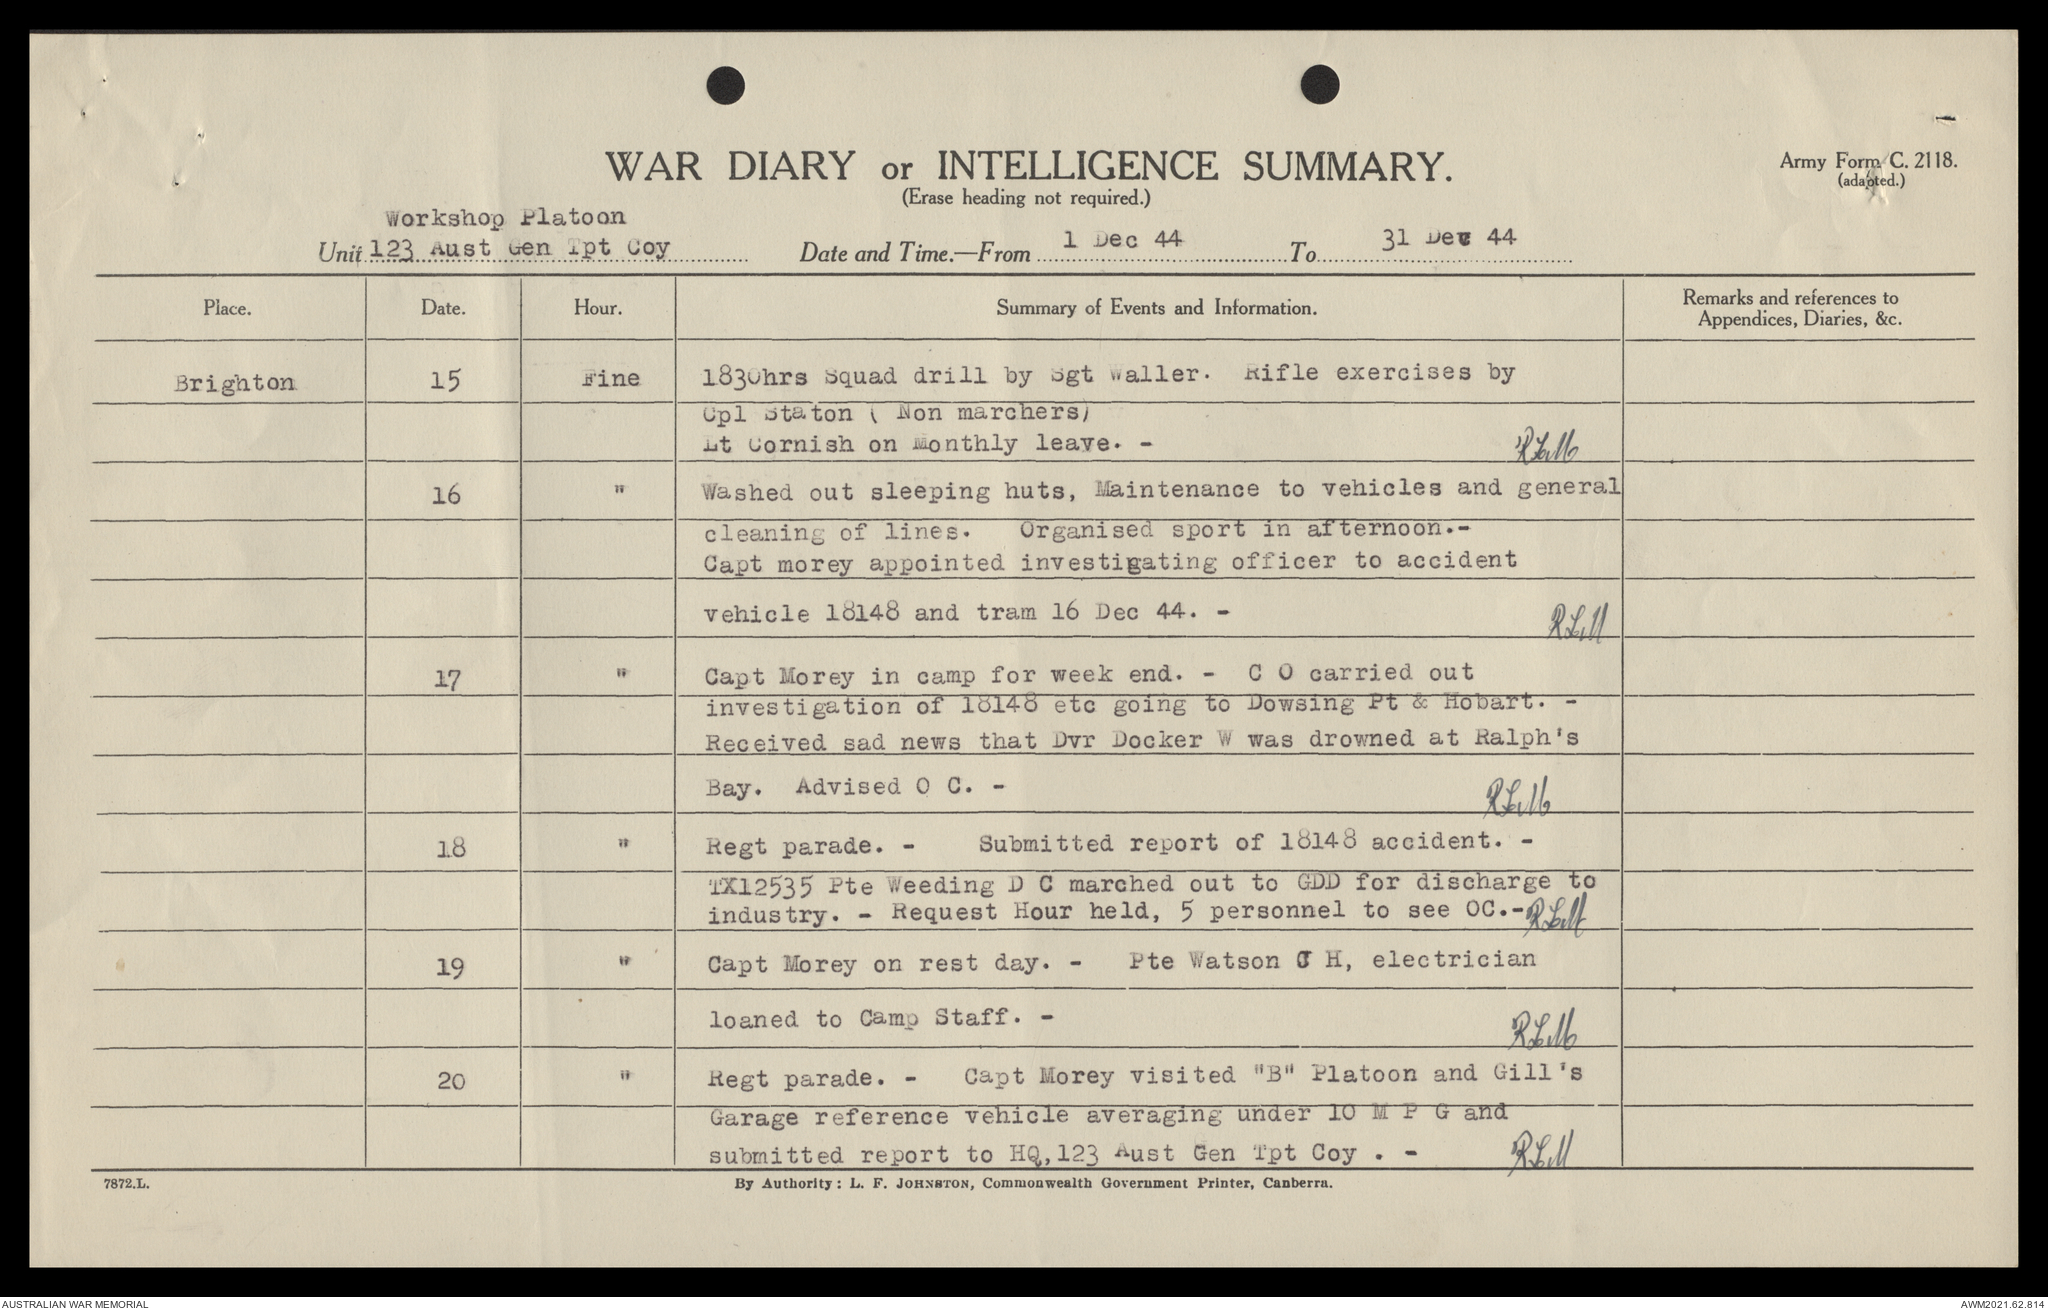 WAR DIARY or INTELLIGENCE SUMMARY.
(Erase heading not required.)
Army Form C. 2118.
(adapted.)
Workshop Platoon
Unit 123 Aust Gen Tpt Coy
Date and Time.—From 1 Dec 44 To 31 Dec 44
Place. Date. Hour. Summary of Events and Information. Remarks and references to
Appendices, Diaries, &c.
Brighton 15 Fine 1830hrs Squad drill by Sgt Waller. Rifle exercises by
Cpl Staton ( Non marchers)
Lt Cornish on Monthly leave. - RLM
16 " Washed out sleeping huts, Maintenance to vehicles and general
cleaning of lines. Organised sport in afternoon.-
Capt morey appointed investigating officer to accident
vehicle 18148 and tram 16 Dec 44. - RLM
17 " Capt Morey in camp for week end. - C O carried out
investigation of 18148 etc going to Dowsing Pt & Hobart. -
Received sad news that Dvr Docker W was drowned at Ralph's
Bay. Advised O C. - RLM
18 " Regt parade. - Submitted report of 18148 accident. -
TX12535 Pte Weeding D C marched out to GDD for discharge to
industry. - Request Hour held, 5 personnel to see OC.- RLM
19 " Capt Morey on rest day. - Pte Watson H, electrician
loaned to Camp Staff. - RLM
20 " Regt parade. - Capt Morey visited "B" Platoon and Gill's
Garage reference vehicle averaging under 10 M P G and
submitted report to HQ,123 Aust Gen Tpt Coy . - RLM
7872.L.
By Authority: L. F. JOHNSTON, Commonwealth Government Printer, Canberra.
AUSTRALIAN WAR MEMORIAL
AWM2021.62.814